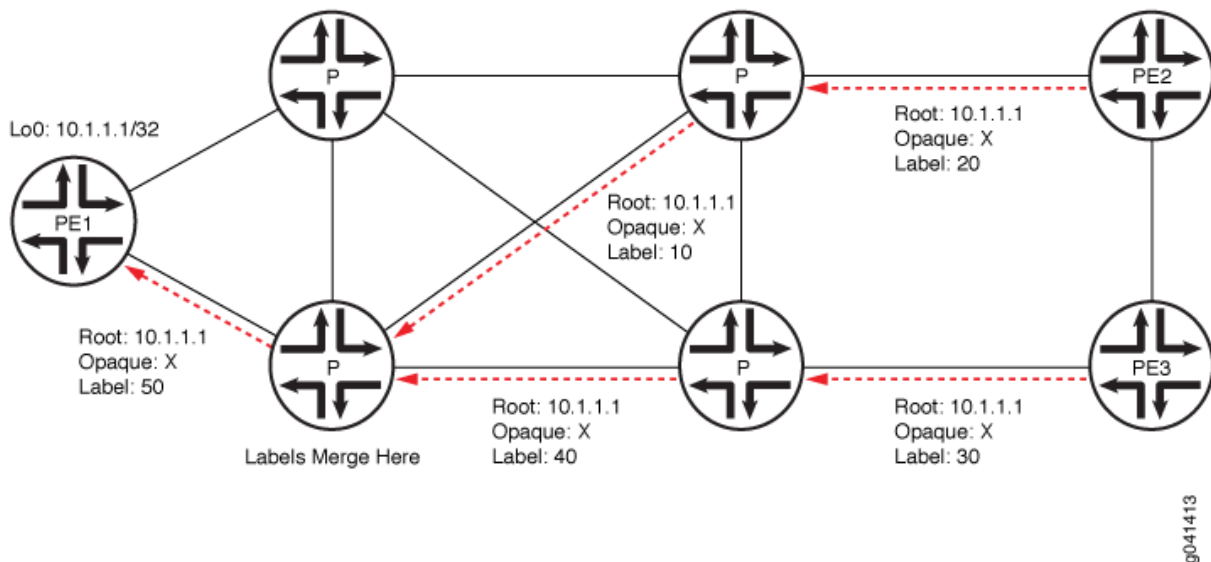 P
P
PE2
Lo0: 10.1.1.1/32
PE1
Root: 10.1.1.1
Opaque: X
Label: 20
Root: 10.1.1.1
Opaque: X
Label: 10
Root: 10.1.1.1
Opaque: X
Label: 50
P
Labels Merge Here
Root: 10.1.1.1
Opaque: X
Label: 40
P
Root: 10.1.1.1
Opaque: X
Label: 30
PE3
g041413